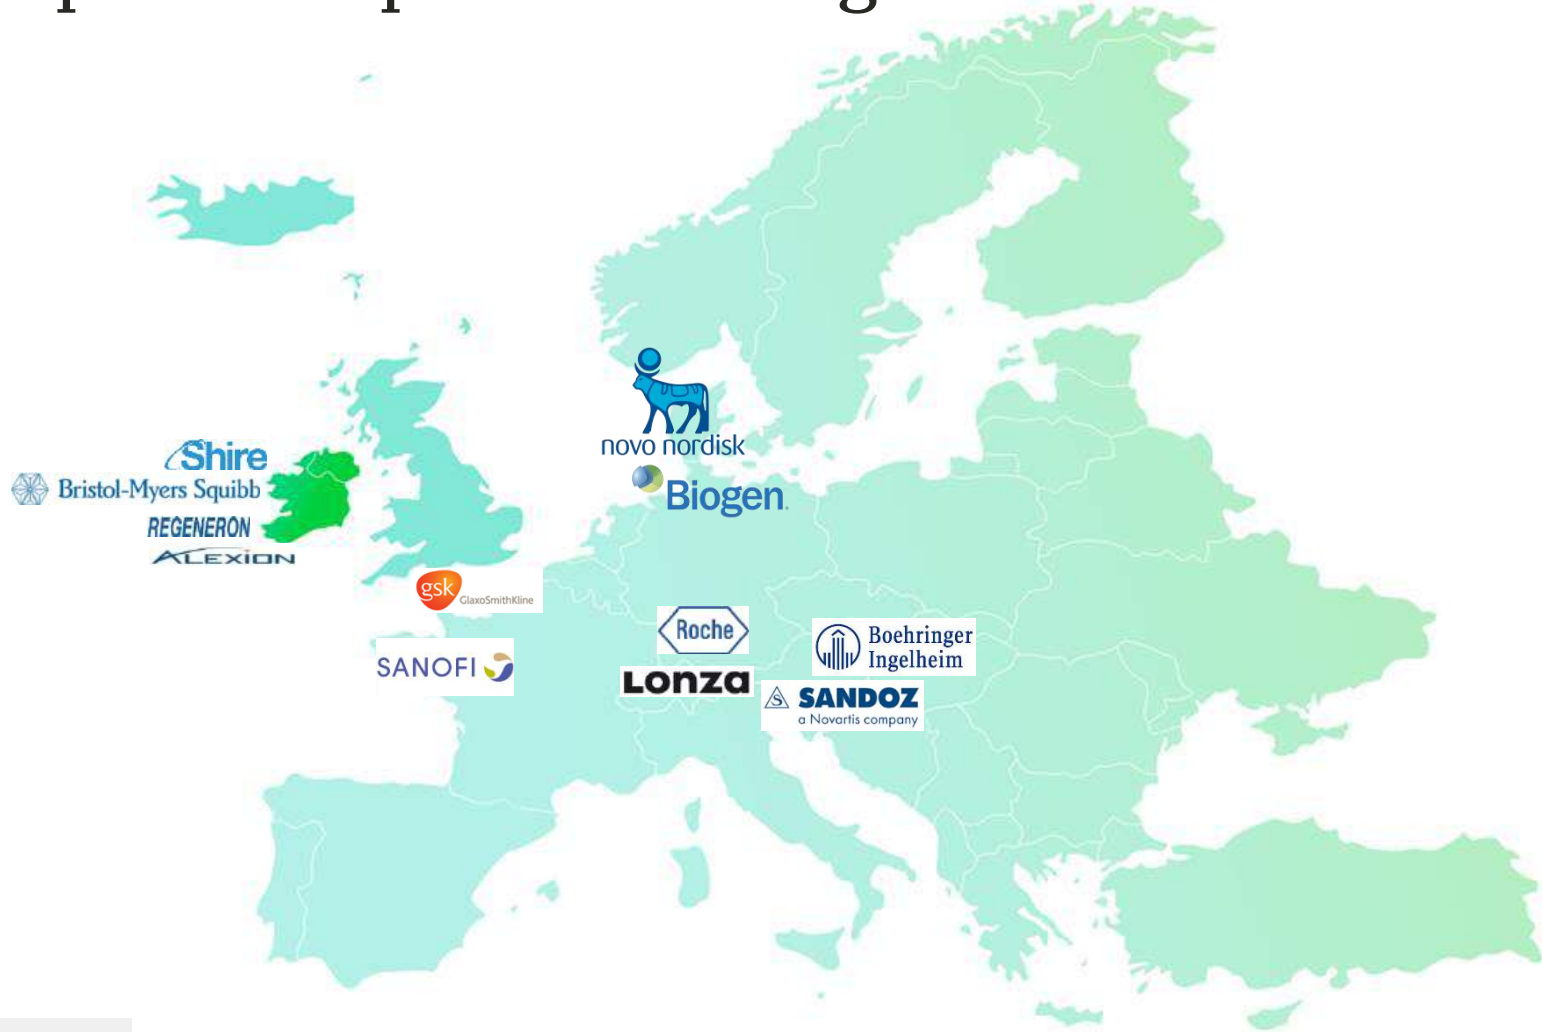 novo nordisk
Biogen.
Shire
Bristol-Myers Squibb
REGENERON
ALEXION
gsk
GlaxoSmithKline
SANOFI
Roche
LONZA
Boehringer
Ingelheim
S
SANDOZ
a Novartis company